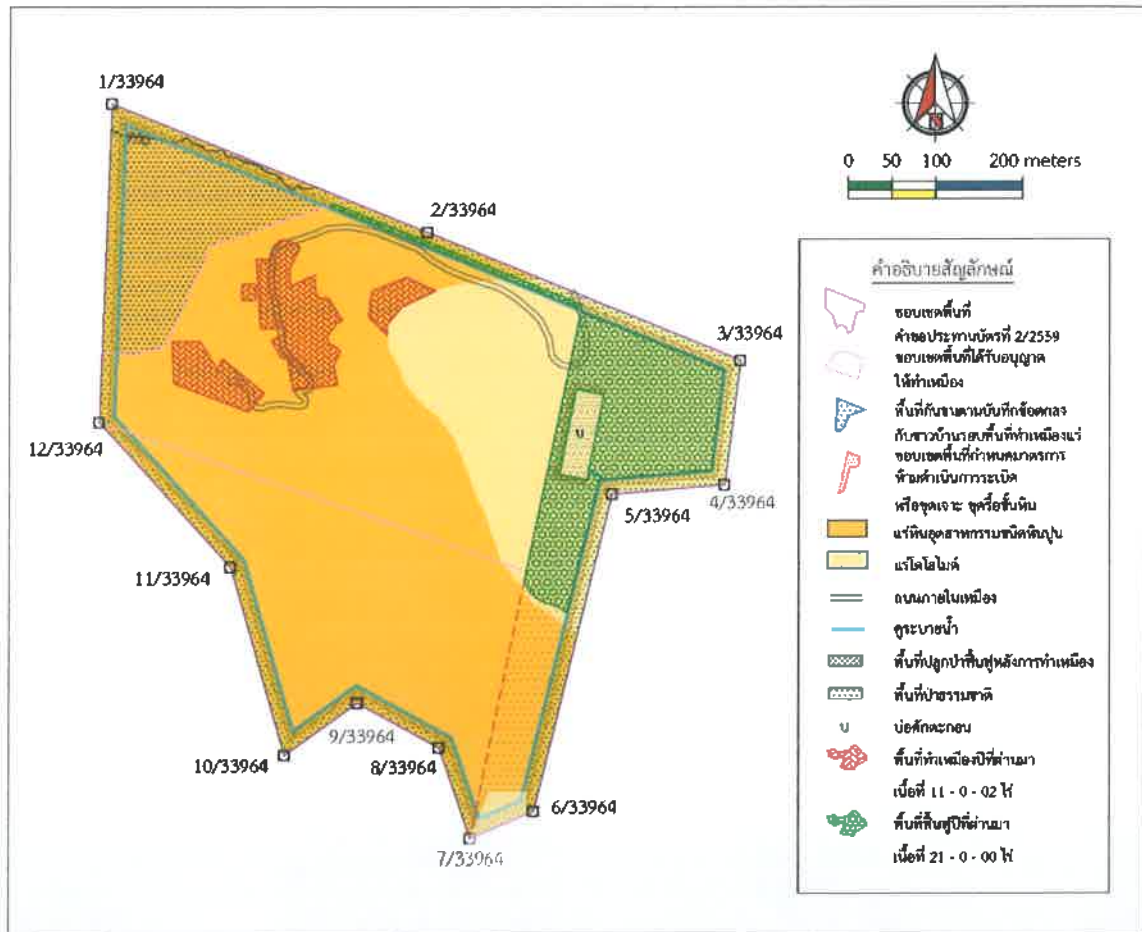 1/33964
2/33964
3/33964
4/33964
5/33964
6/33964
7/33964
8/33964
9/33964
10/33964
11/33964
12/33964
บ
N
0 50 100 200 meters
คำอธิบายสัญลักษณ์
ขอบเขตพื้นที่
คำขอประทานบัตรที่ 2/2559
ขอบเขตพื้นที่ได้รับอนุญาต
ให้ทำเหมือง
พื้นที่กันชนตามบันทึกข้อตกลง
กับชาวบ้านรอบพื้นที่ทำเหมืองแร่
ขอบเขตพื้นที่กำหนดมาตรการ
ห้ามดำเนินการระเบิด
หรือขุดเจาะ ขุดรื้อชั้นหิน
แร่หินอุตสาหกรรมชนิดหินปูน
แร่โดโลไมต์
ถนนภายในเหมือง
คูระบายน้ำ
พื้นที่ปลูกป่าฟื้นฟูหลังการทำเหมือง
พื้นที่ป่าธรรมชาติ
บ บ่อดักตะกอน
พื้นที่ทำเหมืองปีที่ผ่านมา
เนื้อที่ 11 - 0 - 02 ไร่
พื้นที่ฟื้นฟูปีที่ผ่านมา
เนื้อที่ 21 - 0 - 00 ไร่